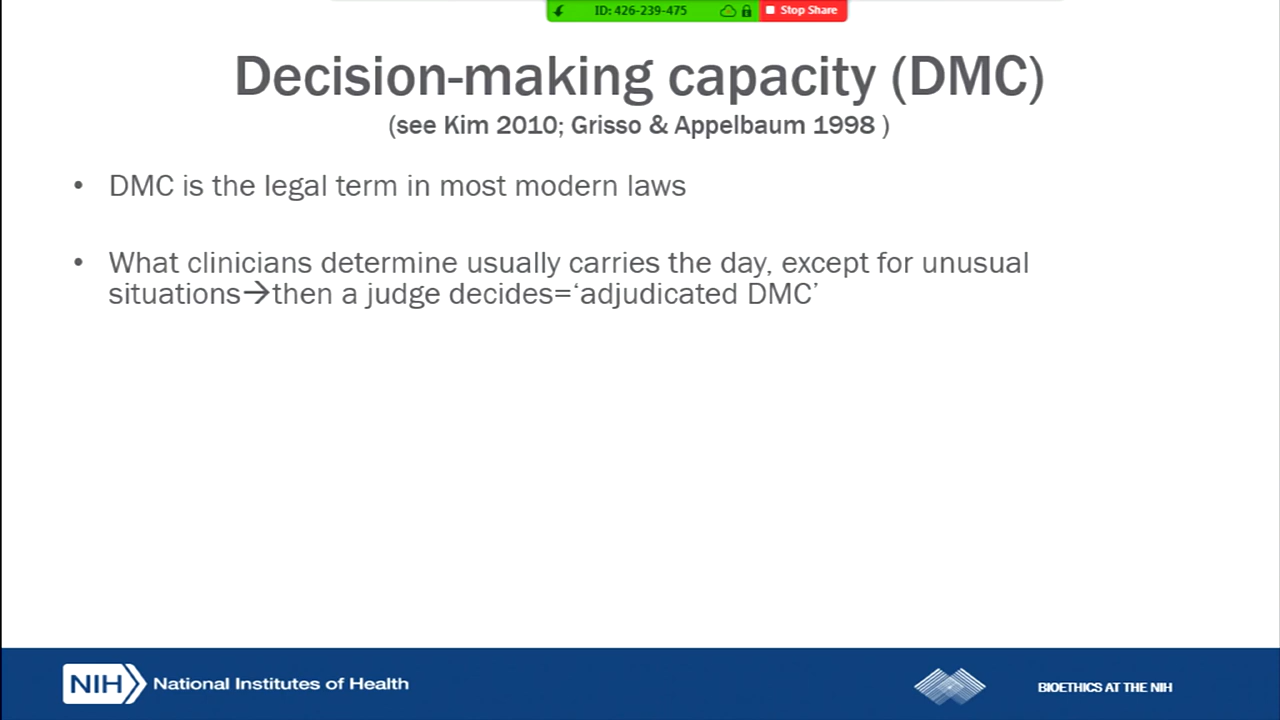 ID: 426-239-475
Stop Share
Decision-making capacity (DMC)
(see Kim 2010; Grisso & Appelbaum 1998 )
• DMC is the legal term in most modern laws
• What clinicians determine usually carries the day, except for unusual
situations→then a judge decides=‘adjudicated DMC’
NIH National Institutes of Health
BIOETHICS AT THE NIH